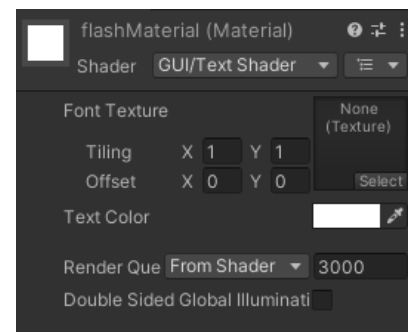 flashMaterial (Material)
Shader GUI/Text Shader
Font Texture
None
(Texture)
Tiling X 1 Y 1
Offset X 0 Y 0
Select
Text Color
Render Que From Shader 3000
Double Sided Global Illuminati